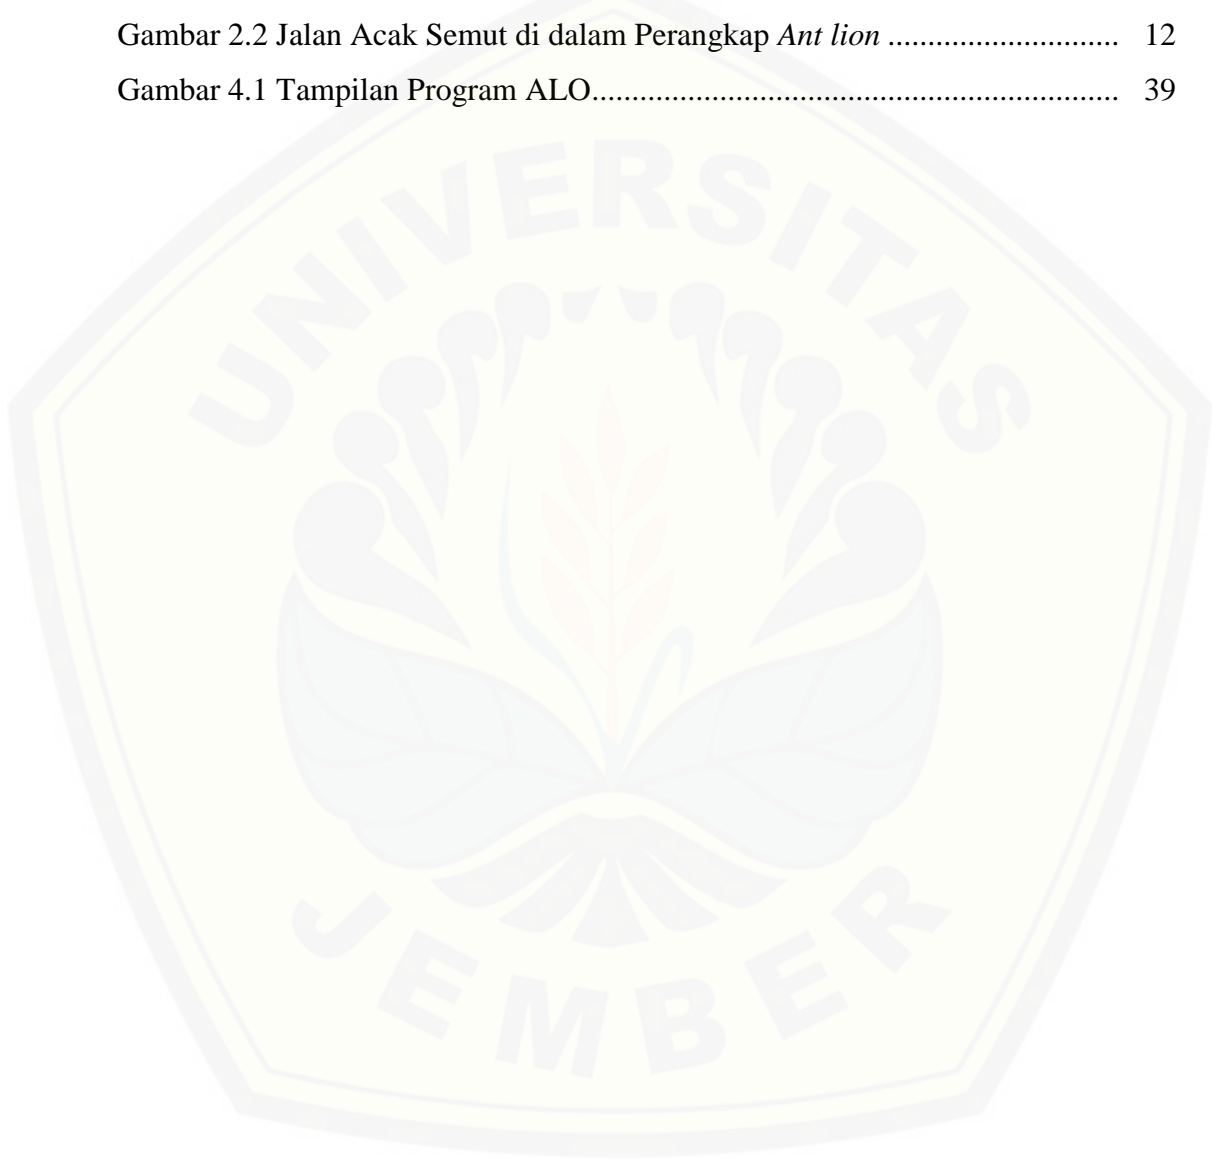 Gambar 2.2 Jalan Acak Semut di dalam Perangkap Ant lion ............................. 12
Gambar 4.1 Tampilan Program ALO.................................................................. 39
UNIVERSITAS
JEMBER